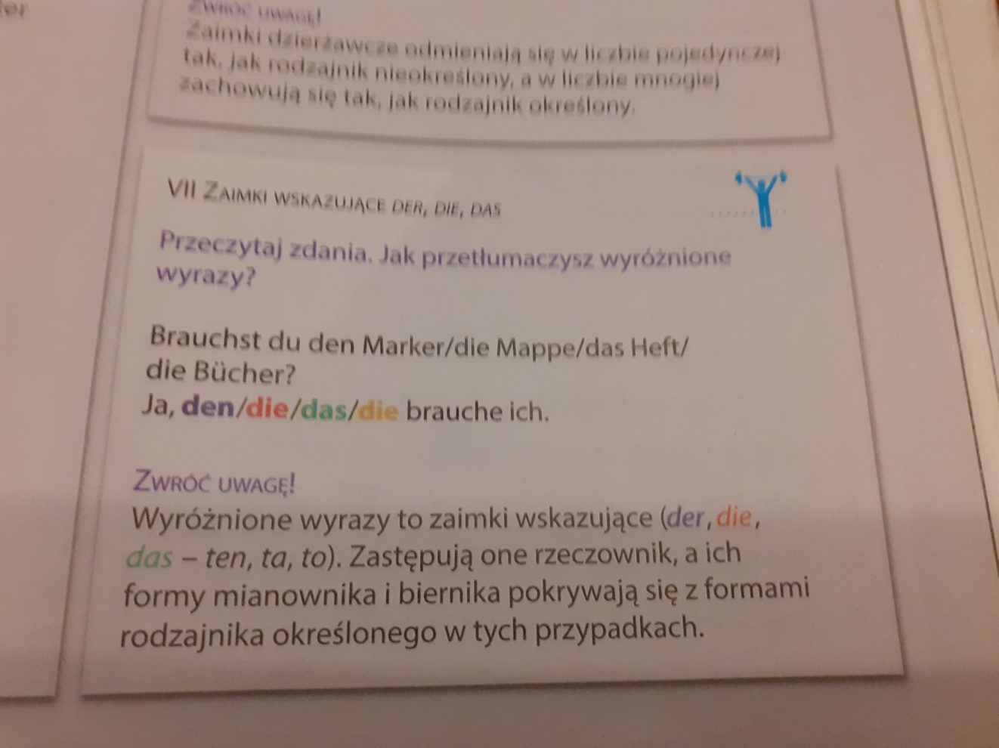 er
ZWRÓĆ UWAGĘ!
Zaimki dzierżawcze odmieniają się w liczbie pojedynczej
tak, jak rodzajnik nieokreślony, a w liczbie mnogiej
zachowują się tak, jak rodzajnik określony.
VII ZAIMKI WSKAZUJĄCE DER, DIE, DAS
Przeczytaj zdania. Jak przetłumaczysz wyróżnione
wyrazy?
Brauchst du den Marker/die Mappe/das Heft/
die Bücher?
Ja, den/die/das/die brauche ich.
ZWRÓĆ UWAGĘ!
Wyróżnione wyrazy to zaimki wskazujące (der, die,
das – ten, ta, to). Zastępują one rzeczownik, a ich
formy mianownika i biernika pokrywają się z formami
rodzajnika określonego w tych przypadkach.